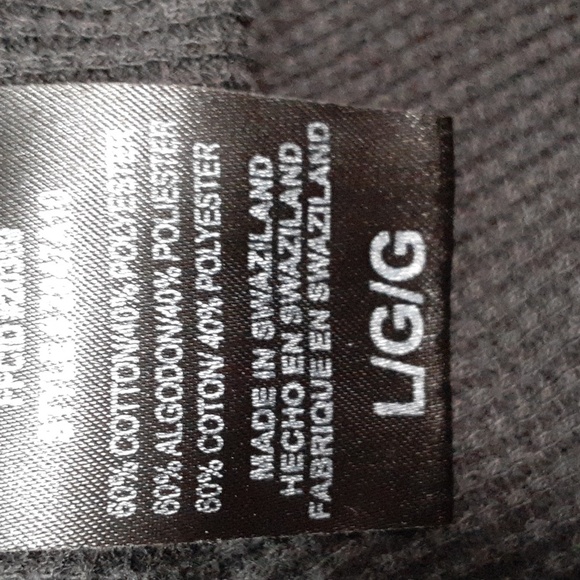 60% COTTON/40% POLYESTER
60% ALGODON/40% POLIESTER
60% COTON/ 40% POLYESTER
MADE IN SWAZILAND
HECHO EN SWAZILAND
FABRIQUE EN SWAZILAND
L/G/G